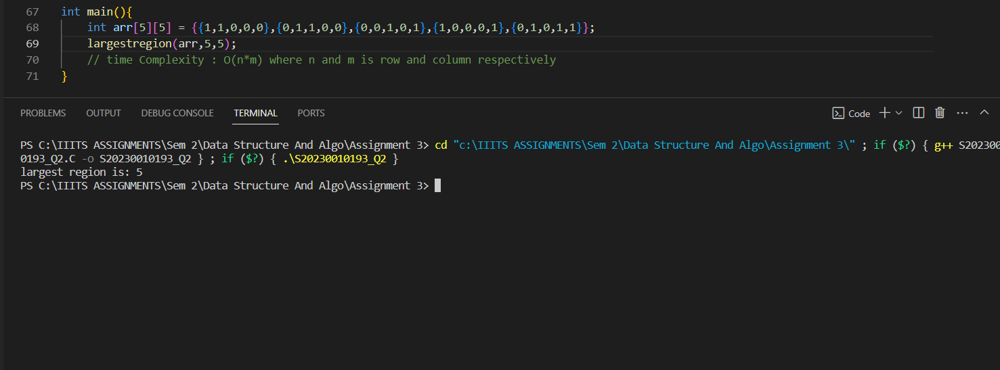 67 int main(){
68 int arr[5][5] = {{1,1,0,0,0},{0,1,1,0,0},{0,0,1,0,1},{1,0,0,0,1},{0,1,0,1,1}};
69 largestregion(arr,5,5);
70 // time Complexity : O(n*m) where n and m is row and column respectively
71 }
PROBLEMS OUTPUT DEBUG CONSOLE TERMINAL PORTS Code
PS C:\IIITS ASSIGNMENTS\Sem 2\Data Structure And Algo\Assignment 3> cd "c:\IIITS ASSIGNMENTS\Sem 2\Data Structure And Algo\Assignment 3\" ; if ($?) { g++ S20230
0193_Q2.C -o S20230010193_Q2 } ; if ($?) { .\S20230010193_Q2 }
largest region is: 5
PS C:\IIITS ASSIGNMENTS\Sem 2\Data Structure And Algo\Assignment 3>